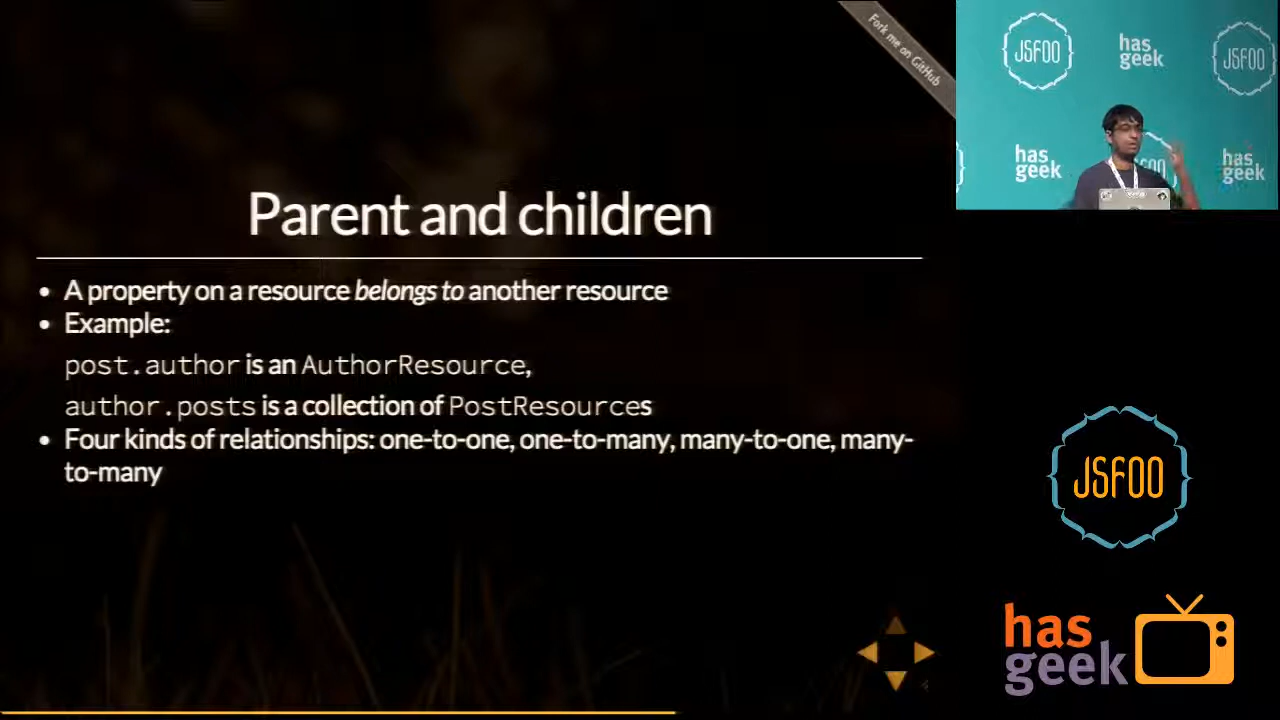 Fork me on GitHub
Parent and children
A property on a resource belongs to another resource
Example:
post.author is an AuthorResource,
author.posts is a collection of PostResources
Four kinds of relationships: one-to-one, one-to-many, many-to-one, many-
to-many
JSFOO
has
geek
JSFOO
has
geek
has
geek
JSFOO
has
geek